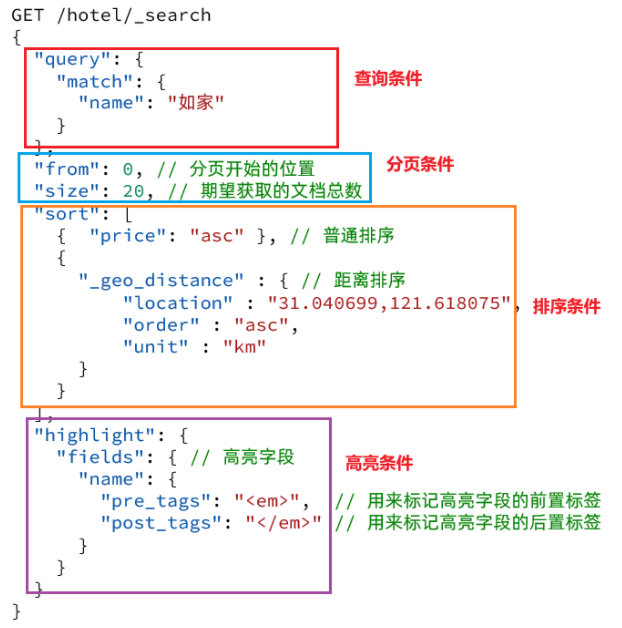 GET /hotel/_search
{
"query": {
"match": {
"name": "如家"
}
},
查询条件
"from": 0, // 分页开始的位置
"size": 20, // 期望获取的文档总数
分页条件
"sort": [
{ "price": "asc" }, // 普通排序
{
"_geo_distance" : { // 距离排序
"location" : "31.040699,121.618075",
"order" : "asc",
"unit" : "km"
}
}
],
排序条件
"highlight": {
"fields": { // 高亮字段
"name": {
"pre_tags": "<em>", // 用来标记高亮字段的前置标签
"post_tags": "</em>" // 用来标记高亮字段的后置标签
}
}
}
高亮条件
}